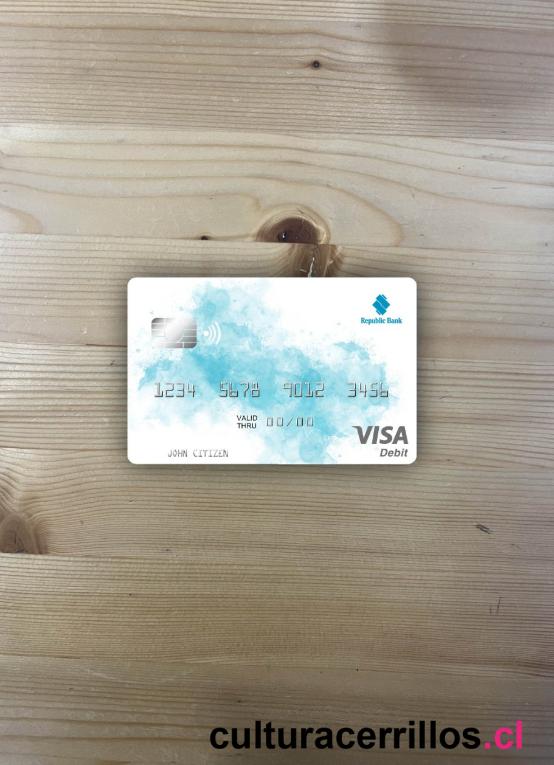 Republic Bank
1234 5678 9012 3456
VALID
THRU 00/00
VISA
Debit
JOHN CITIZEN
culturacerrillos.cl